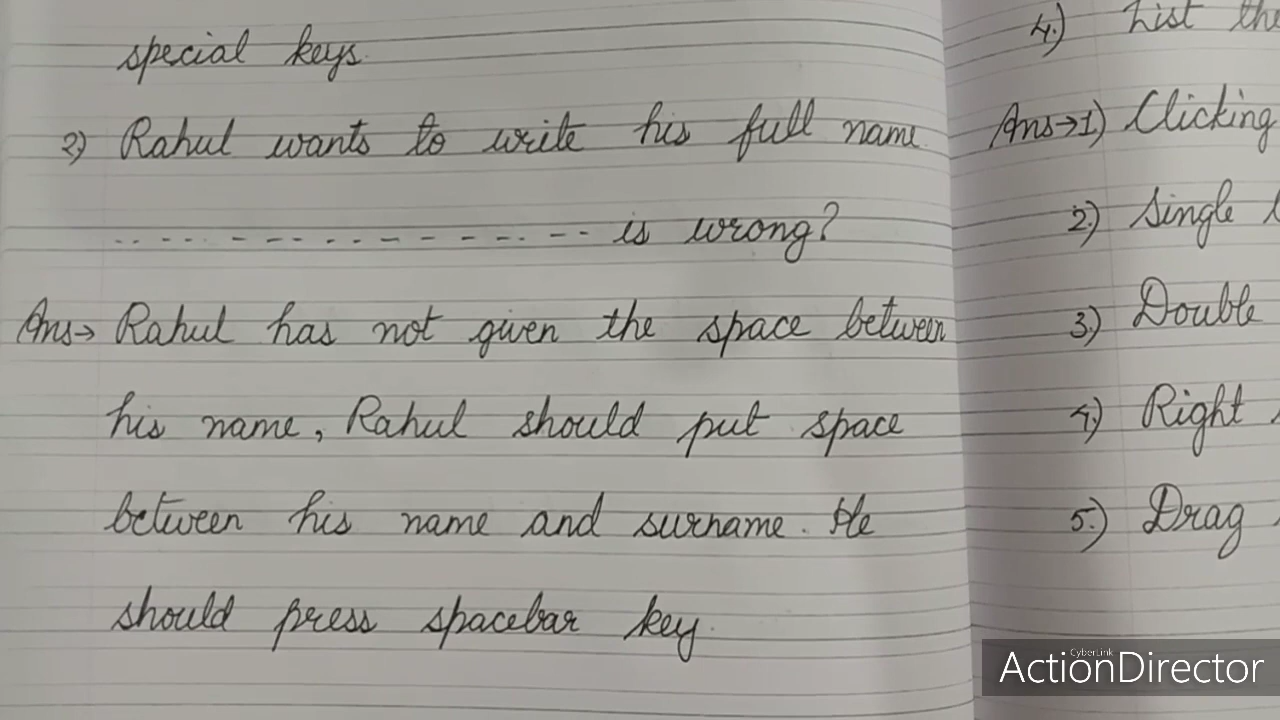 special keys.
2) Rahul wants to write his full name.
.. - -.. - - - - - - - - - - -- is wrong?
Ans→ Rahul has not given the space between
his name, Rahul should put space
between his name and surname. He
should press spacebar key.
4.) List the
Ans→1) Clicking
2) Single
3) Double
4) Right
5.) Drag
CyberLink
ActionDirector